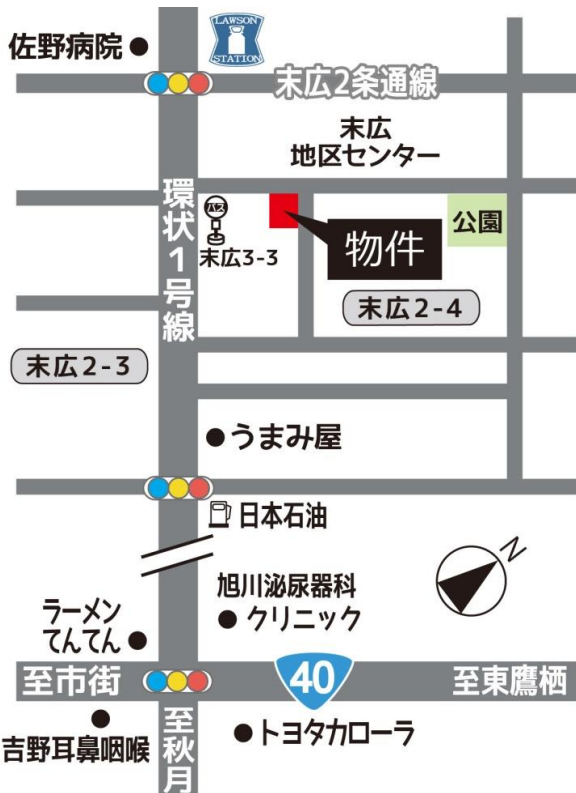 LAWSON
STATION
佐野病院
末広2条通線
末広
地区センター
環状1号線
バス
末広3-3
物件
公園
末広2-4
末広2-3
うまみ屋
日本石油
旭川泌尿器科
クリニック
N
ラーメン
てんてん
至市街
40
至東鷹栖
吉野耳鼻咽喉
至秋月
トヨタカローラ